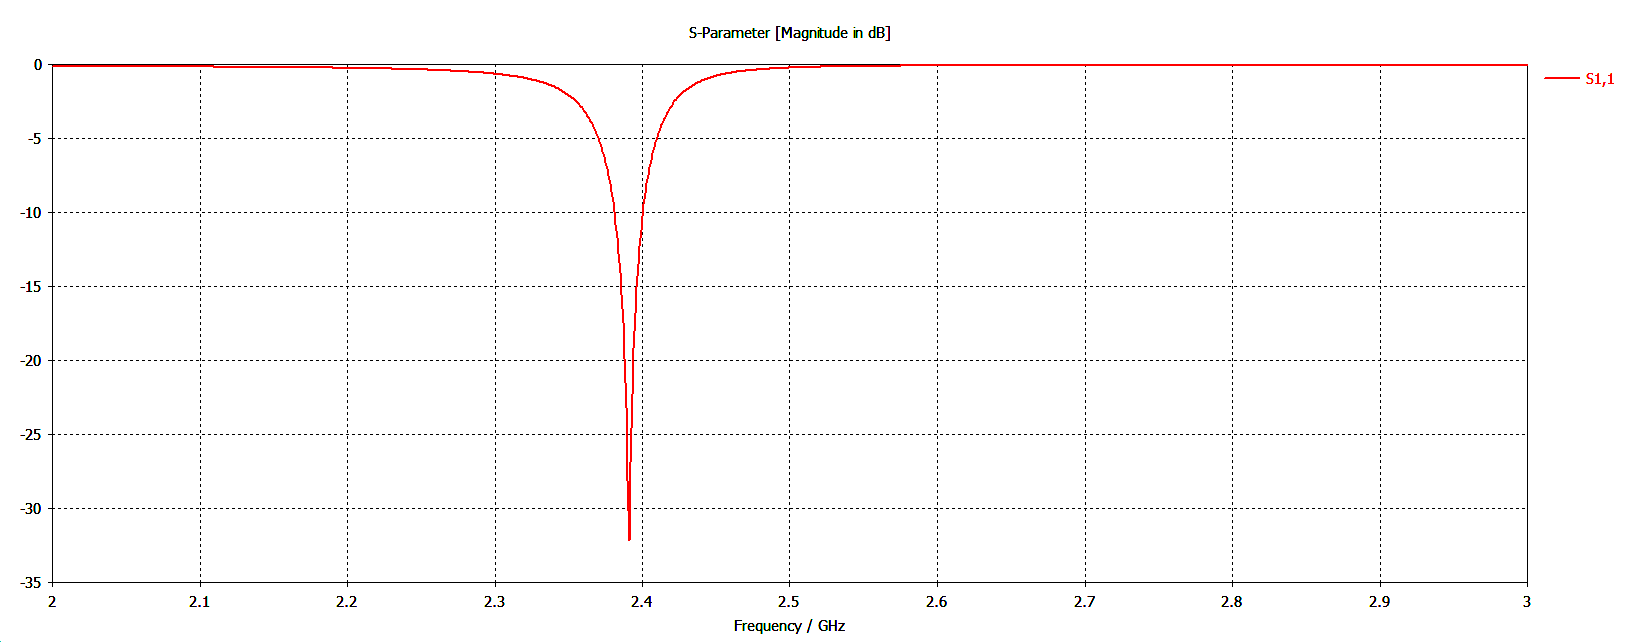 S-Parameter [Magnitude in dB]
0
-5
-10
-15
-20
-25
-30
-35
2 2.1 2.2 2.3 2.4 2.5 2.6 2.7 2.8 2.9 3
Frequency / GHz
S1,1